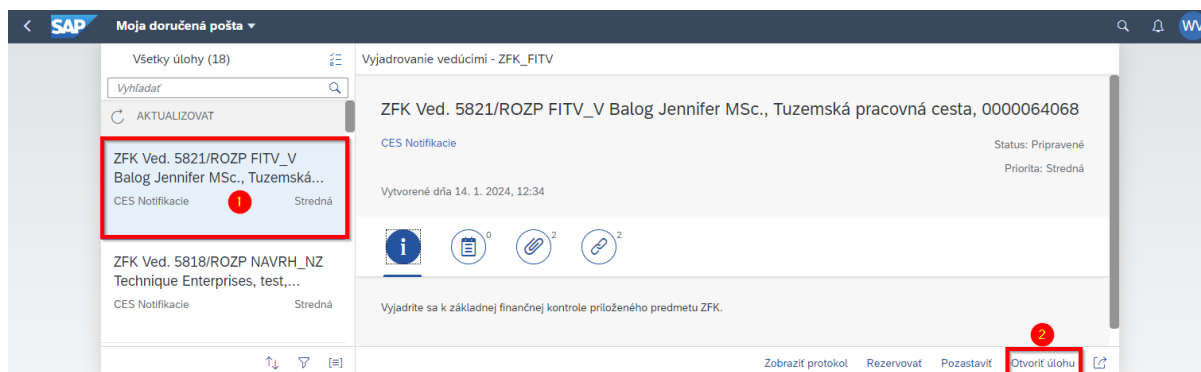 SAP Moja doručená pošta
WV
Všetky úlohy (18)
Vyhľadať
AKTUALIZOVAT
ZFK Ved. 5821/ROZP FITV_V
Balog Jennifer MSc., Tuzemská...
CES Notifikacie 1 Stredná
ZFK Ved. 5818/ROZP NAVRH_NZ
Technique Enterprises, test,...
CES Notifikacie Stredná
Vyjadrovanie vedúcimi - ZFK_FITV
ZFK Ved. 5821/ROZP FITV_V Balog Jennifer MSc., Tuzemská pracovná cesta, 0000064068
CES Notifikacie Status: Pripravené
Priorita: Stredná
Vytvorené dňa 14. 1. 2024, 12:34
i 0 2 2
Vyjadrite sa k základnej finančnej kontrole priloženého predmetu ZFK.
2
Zobraziť protokol Rezervovať Pozastaviť Otvoriť úlohu